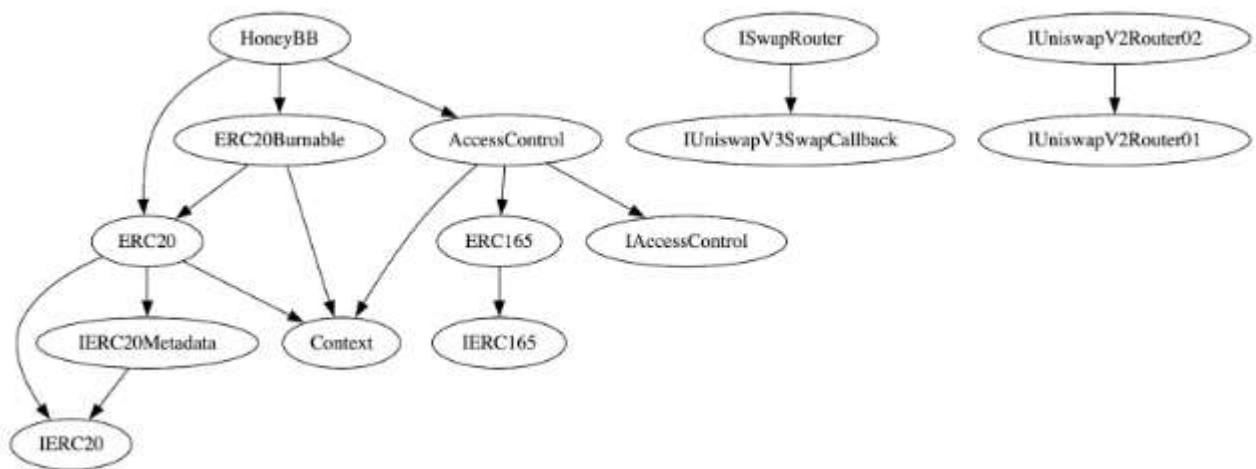 HoneyBB
ISwapRouter
IUniswapV2Router02
ERC20Burnable
AccessControl
IUniswapV3SwapCallback
IUniswapV2Router01
ERC20
ERC165
IAccessControl
IERC20Metadata
Context
IERC165
IERC20